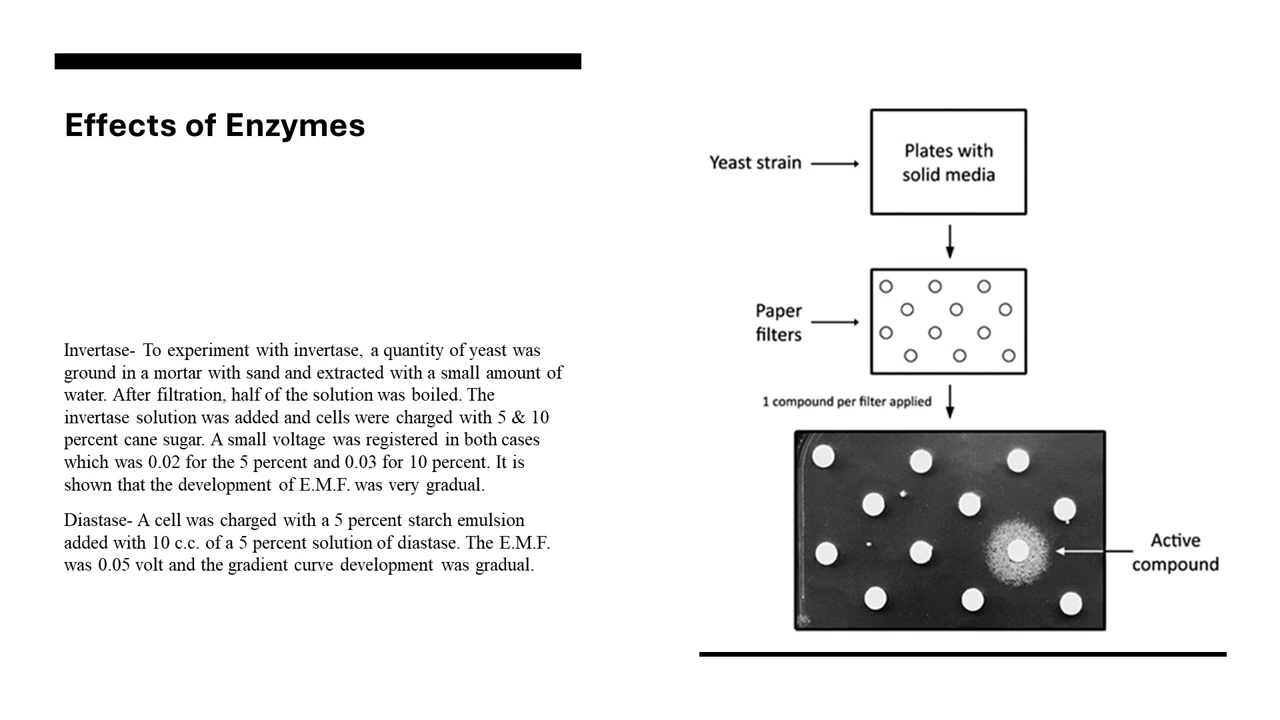 Effects of Enzymes
Invertase- To experiment with invertase, a quantity of yeast was
ground in a mortar with sand and extracted with a small amount of
water. After filtration, half of the solution was boiled. The
invertase solution was added and cells were charged with 5 & 10
percent cane sugar. A small voltage was registered in both cases
which was 0.02 for the 5 percent and 0.03 for 10 percent. It is
shown that the development of E.M.F. was very gradual.
Diastase- A cell was charged with a 5 percent starch emulsion
added with 10 c.c. of a 5 percent solution of diastase. The E.M.F.
was 0.05 volt and the gradient curve development was gradual.
Yeast strain
Plates with
solid media
Paper
filters
1 compound per filter applied
Active
compound